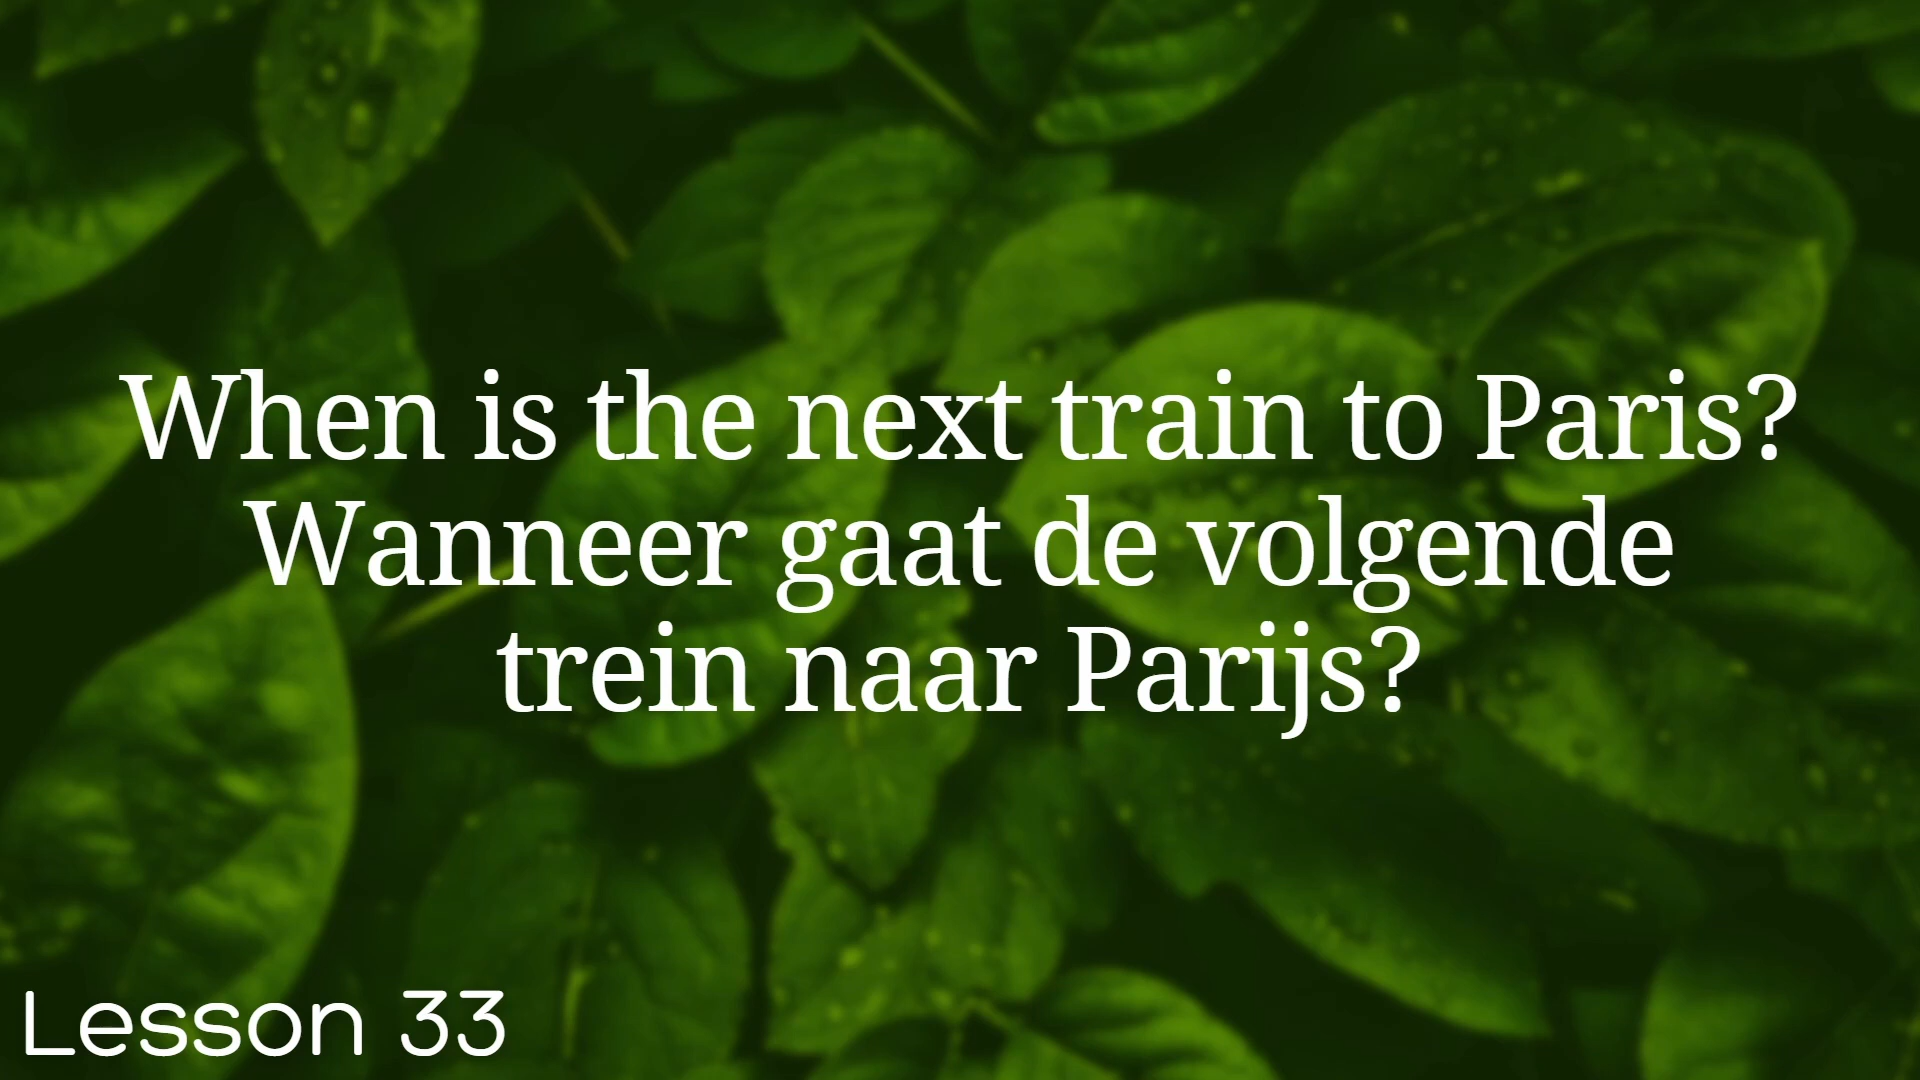 When is the next train to Paris?
Wanneer gaat de volgende
trein naar Parijs?
Lesson 33